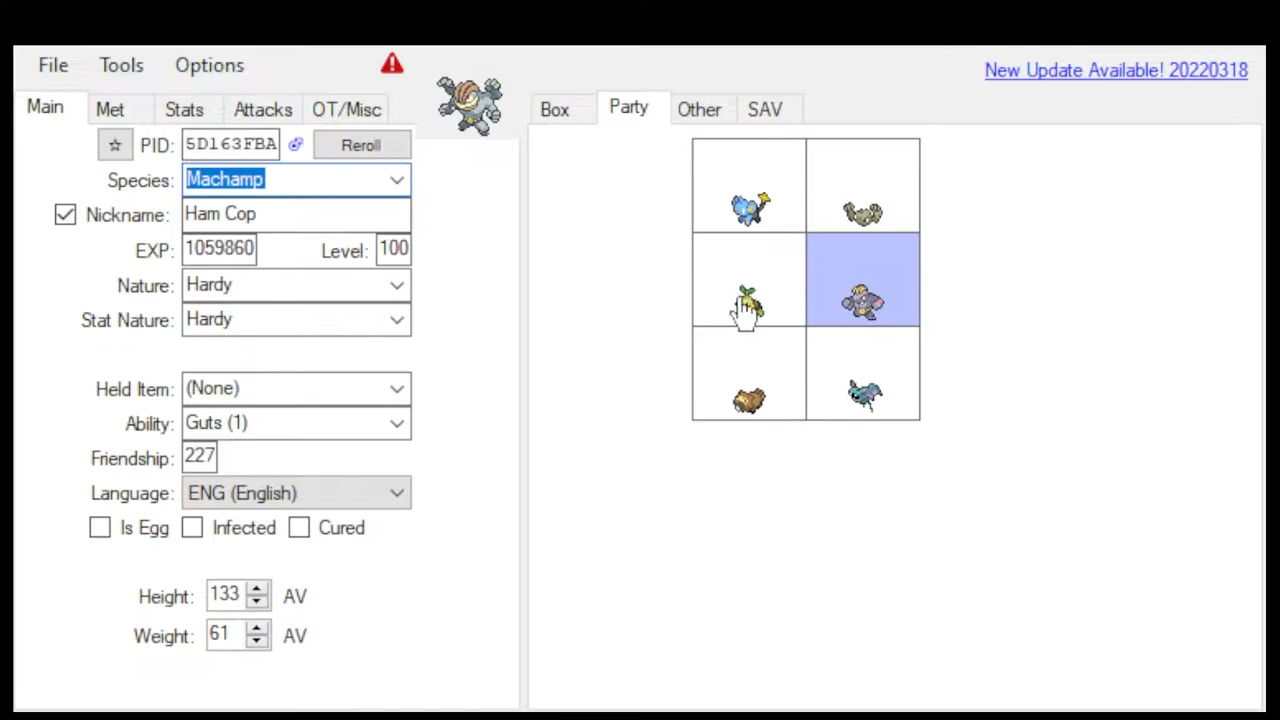 File Tools Options
New Update Available! 20220318
Main Met Stats Attacks OT/Misc
Box Party Other SAV
PID: 5D163FBA Reroll
Species: Machamp
Nickname: Ham Cop
EXP: 1059860 Level: 100
Nature: Hardy
Stat Nature: Hardy
Held Item: (None)
Ability: Guts (1)
Friendship: 227
Language: ENG (English)
Is Egg Infected Cured
Height: 133 AV
Weight: 61 AV